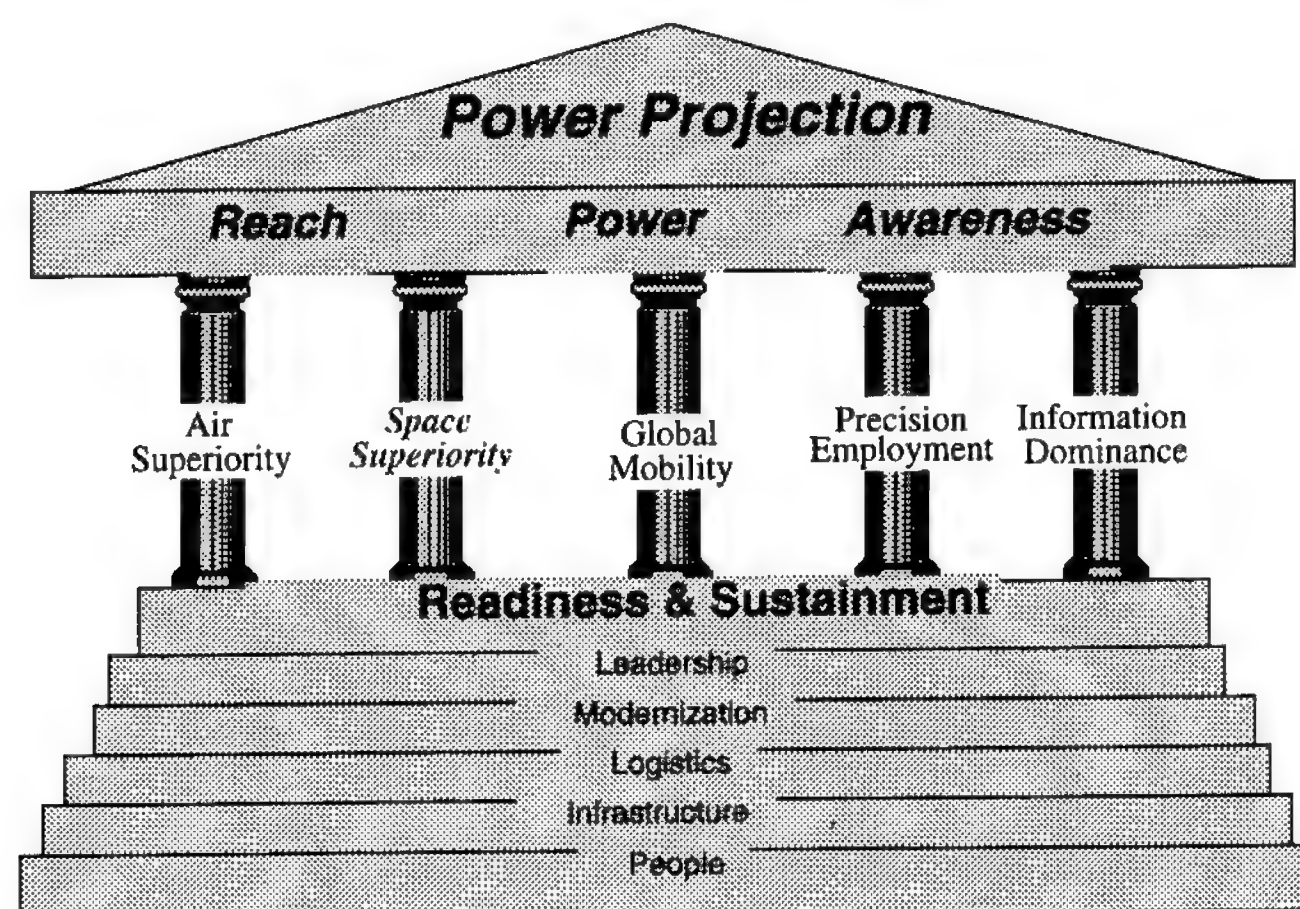 Power Projection
Reach Power Awareness
Air
Superiority
Space
Superiority
Global
Mobility
Precision
Employment
Information
Dominance
Readiness & Sustainment
Leadership
Modernization
Logistics
Infrastructure
People